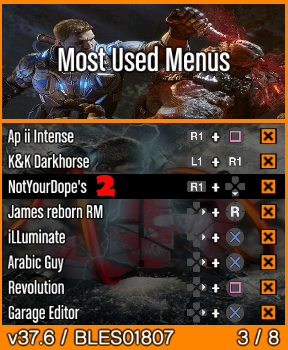 Most Used Menus
Ap ii Intense R1 +
K&K Darkhorse L1 + R1
NotYourDope's 2 R1 +
James reborn RM + R
iLLuminate +
Arabic Guy +
Revolution +
Garage Editor +
v37.6 / BLES01807 3 / 8